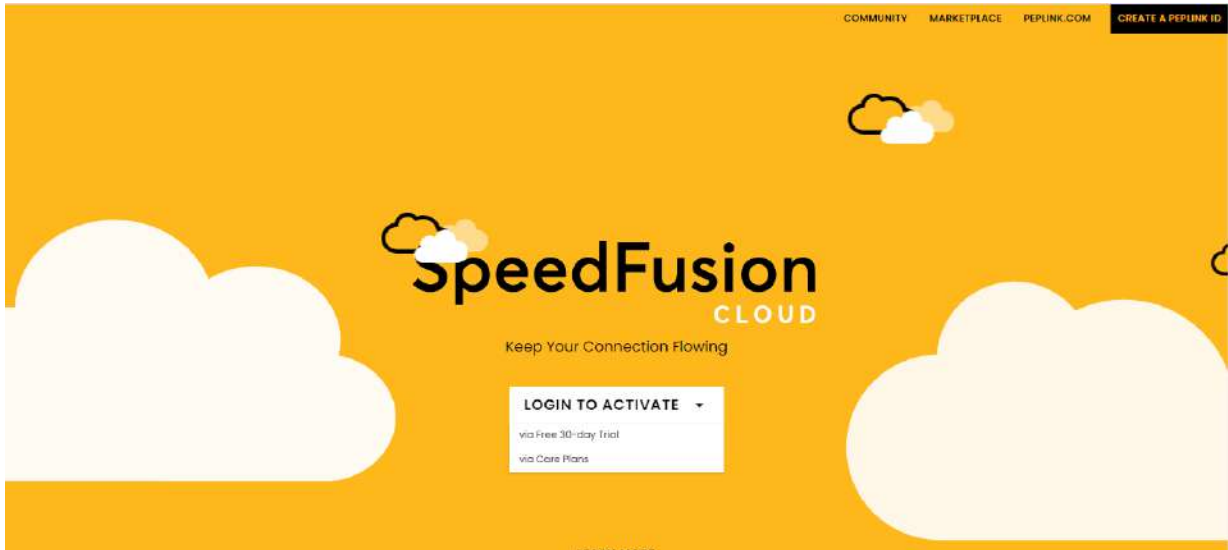 COMMUNITY MARKETPLACE PEPLINK.COM CREATE A PEPLINK ID
SpeedFusion
CLOUD
Keep Your Connection Flowing
LOGIN TO ACTIVATE
via Free 30-day Trial
via Care Plans